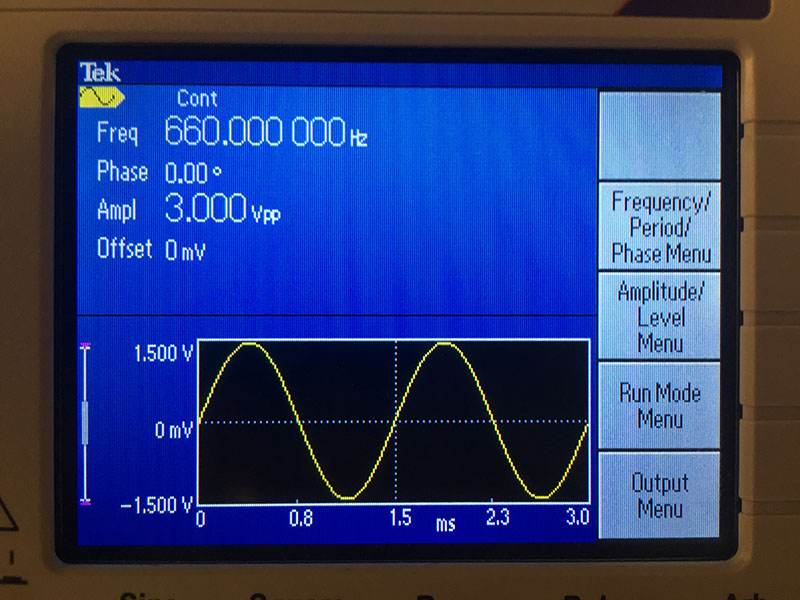 Tek
Cont
Freq 660.000 000 Hz
Phase 0.00 °
Ampl 3.000 Vpp
Offset 0 mV
Frequency/
Period/
Phase Menu
Amplitude/
Level
Menu
Run Mode
Menu
Output
Menu
1.500 V
0 mV
-1.500 V
0 0.8 1.5 ms 2.3 3.0